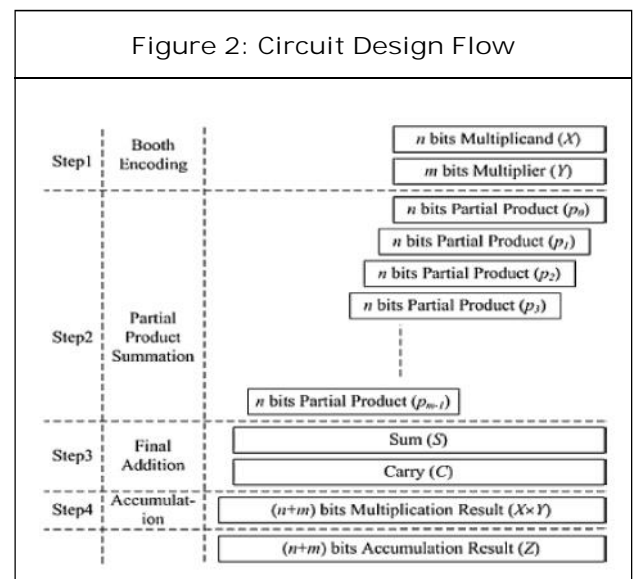 Figure 2: Circuit Design Flow
Step1
Booth
Encoding
n bits Multiplicand (X)
m bits Multiplier (Y)
Step2
Partial
Product
Summation
n bits Partial Product (p0)
n bits Partial Product (p1)
n bits Partial Product (p2)
n bits Partial Product (p3)
n bits Partial Product (pm-1)
Step3
Final
Addition
Sum (S)
Carry (C)
Step4
Accumulat-
ion
(n+m) bits Multiplication Result (X×Y)
(n+m) bits Accumulation Result (Z)